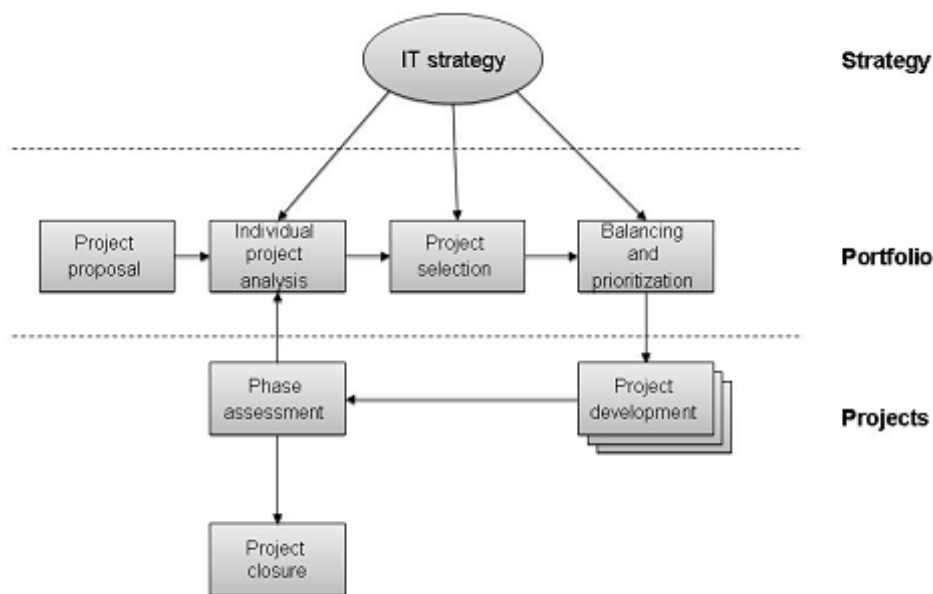 IT strategy
Strategy
Project
proposal
Individual
project
analysis
Project
selection
Balancing
and
prioritization
Portfolio
Phase
assessment
Project
development
Projects
Project
closure